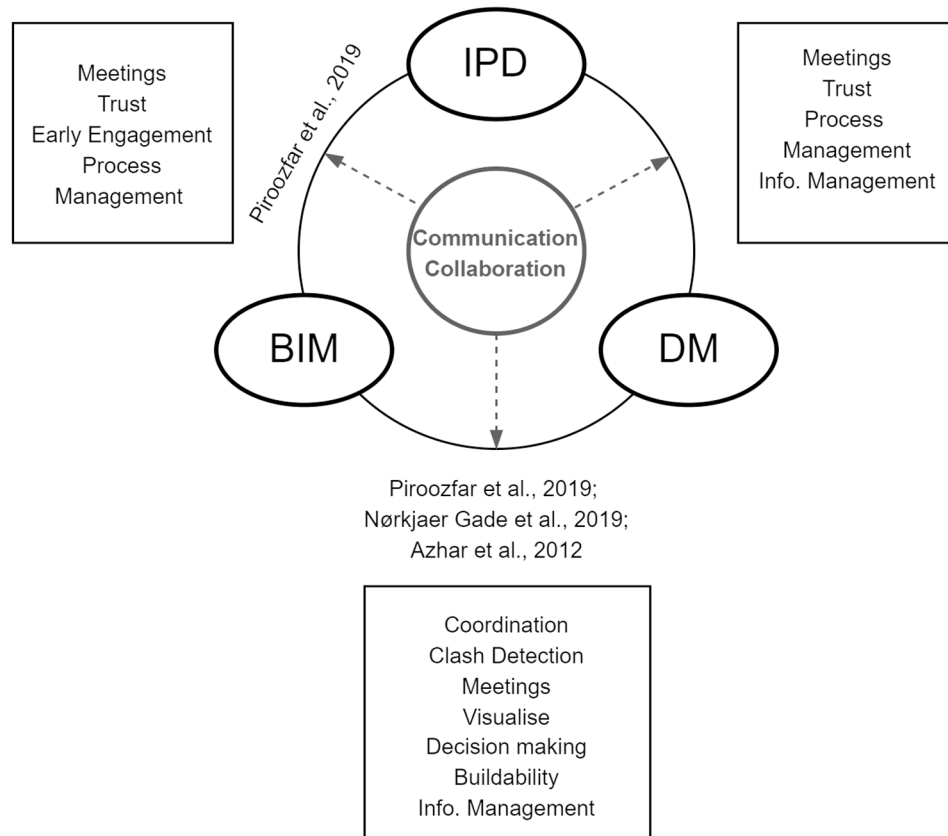 IPD
Meetings
Trust
Early Engagement
Process
Management
Piroozfar et al., 2019
Meetings
Trust
Process
Management
Info. Management
Communication
Collaboration
BIM
DM
Piroozfar et al., 2019;
Nørkjaer Gade et al., 2019;
Azhar et al., 2012
Coordination
Clash Detection
Meetings
Visualise
Decision making
Buildability
Info. Management